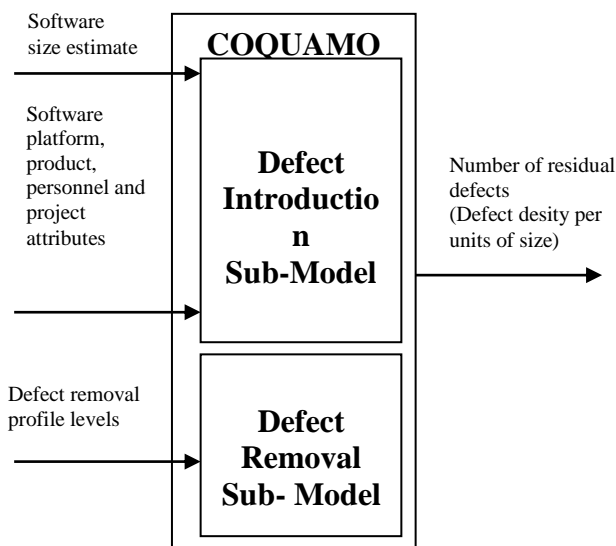 Software
size estimate
COQUAMO
Software
platform,
product,
personnel and
project
attributes
Defect
Introductio
n
Sub-Model
Number of residual
defects
(Defect desity per
units of size)
Defect removal
profile levels
Defect
Removal
Sub- Model